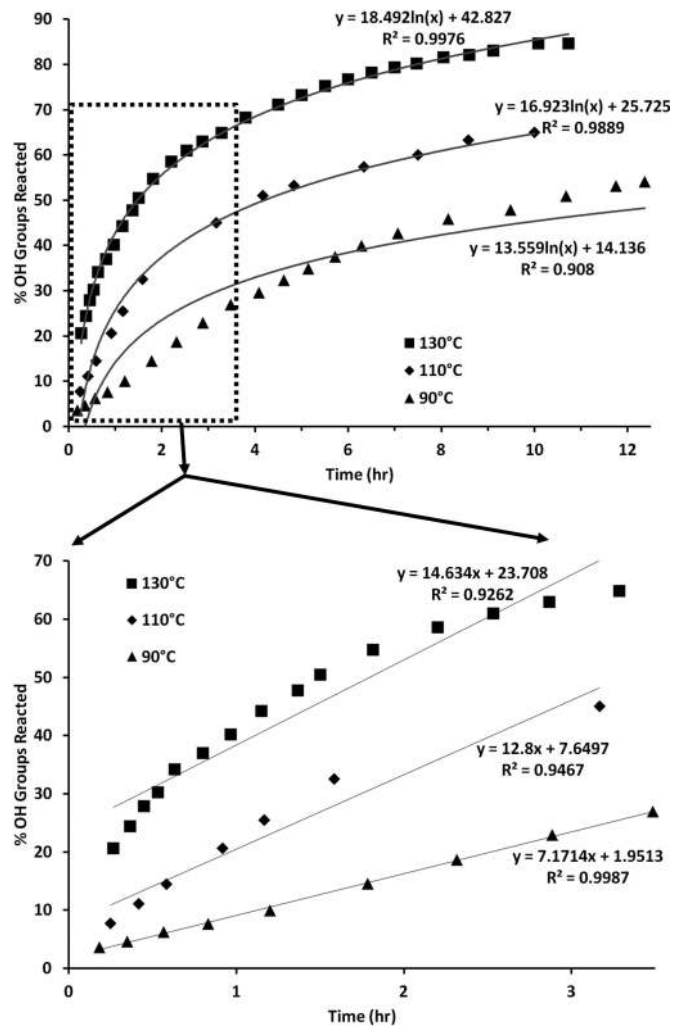 y = 18.492ln(x) + 42.827
R² = 0.9976
y = 16.923ln(x) + 25.725
R² = 0.9889
y = 13.559ln(x) + 14.136
R² = 0.908
% OH Groups Reacted
90
80
70
60
50
40
30
20
10
0
■ 130°C
◆ 110°C
▲ 90°C
0 2 4 6 8 10 12
Time (hr)
y = 14.634x + 23.708
R² = 0.9262
y = 12.8x + 7.6497
R² = 0.9467
y = 7.1714x + 1.9513
R² = 0.9987
■ 130°C
◆ 110°C
▲ 90°C
% OH Groups Reacted
70
60
50
40
30
20
10
0
0 1 2 3
Time (hr)